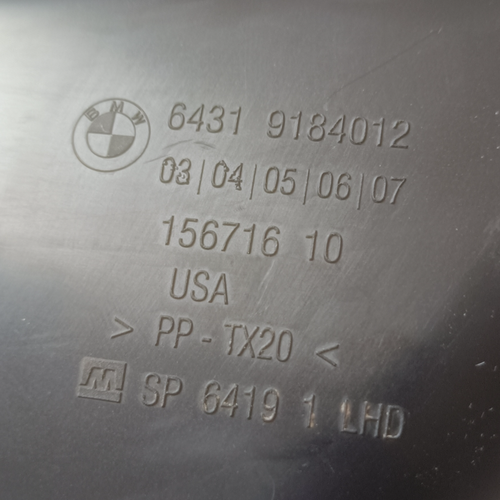 BMW
6431 9184012
03|04|05|06|07
156716 10
USA
> PP - TX20 <
M SP 6419 1 LHD